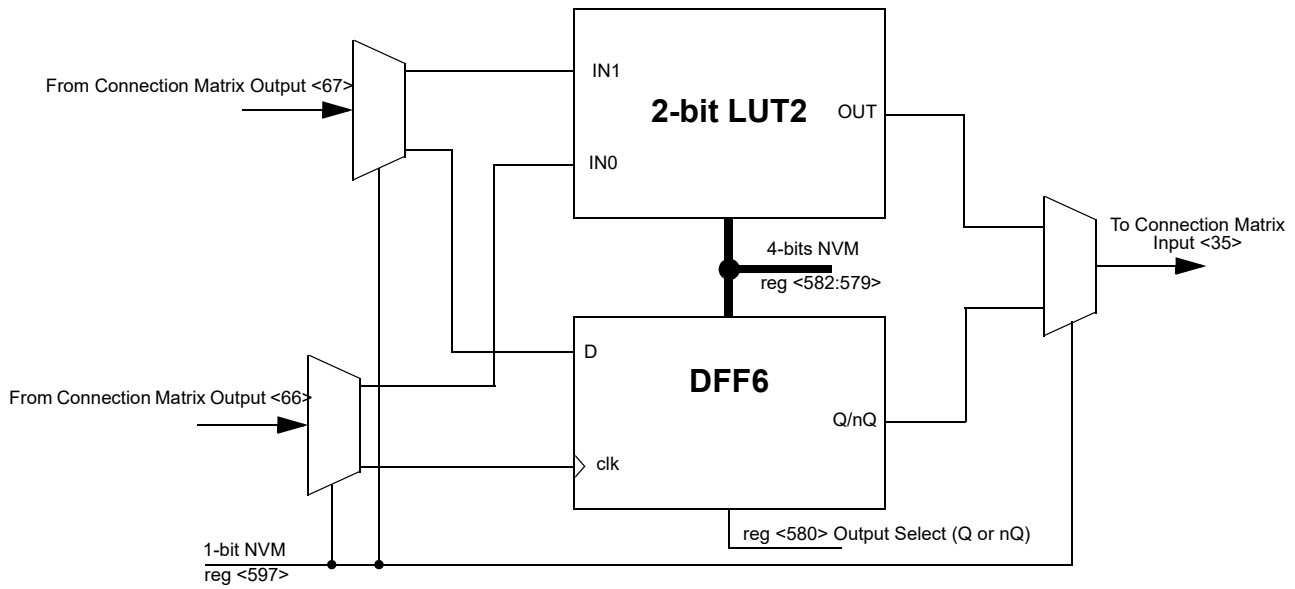 From Connection Matrix Output <67>
IN1
2-bit LUT2
OUT
IN0
To Connection Matrix
Input <35>
4-bits NVM
reg <582:579>
D
DFF6
From Connection Matrix Output <66>
Q/nQ
clk
reg <580> Output Select (Q or nQ)
1-bit NVM
reg <597>